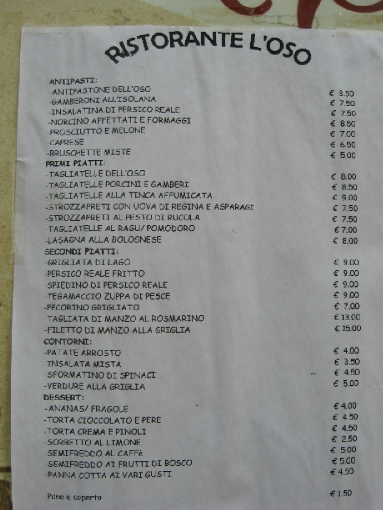 RISTORANTE L'OSO
ANTIPASTI:
-ANTIPASTONE DELL'OSO € 8.50
-GAMBERONI ALL'ISOLANA € 7.50
-INSALATINA DI PERSICO REALE € 7.50
-NORCINO AFFETTATI E FORMAGGI € 8.50
-PROSCIUTTO E MELONE € 7.00
-CAPRESE € 6.50
-BRUSCHETTE MISTE € 5.00
PRIMI PIATTI:
-TAGLIATELLE DELL'OSO € 8.00
-TAGLIATELLE PORCINI E GAMBERI € 8.50
-TAGLIATELLE ALLA TINCA AFFUMICATA € 9.00
-STROZZAPRETI CON UOVA DI REGINA E ASPARAGI € 7.50
-STROZZAPRETI AL PESTO DI RUCOLA € 7.50
-TAGLIATELLE AL RAGU/ POMODORO € 7.00
-LASAGNA ALLA BOLOGNESE € 8.00
SECONDI PIATTI:
-GRIGLIATA DI LAGO € 9.00
-PERSICO REALE FRITTO € 9.00
-SPIEDINO DI PERSICO REALE € 9.00
-TEGAMACCIO ZUPPA DI PESCE € 9.00
-PECORINO GRIGLIATO € 7.00
-TAGLIATA DI MANZO AL ROSMARINO € 13.00
-FILETTO DI MANZO ALLA GRIGLIA € 15.00
CONTORNI:
-PATATE ARROSTO € 4.00
-INSALATA MISTA € 3.50
-SFORMATINO DI SPINACI € 4.50
-VERDURE ALLA GRIGLIA € 5.00
DESSERT:
-ANANAS/ FRAGOLE € 4.00
-TORTA CIOCCOLATO E PERE € 4.50
-TORTA CREMA E PINOLI € 4.50
-SORBETTO AL LIMONE € 2.50
-SEMIFREDDO AL CAFFÈ € 5.00
-SEMIFREDDO AI FRUTTI DI BOSCO € 5.00
-PANNA COTTA AI VARI GUSTI € 4.50
Pane e coperto € 1.50